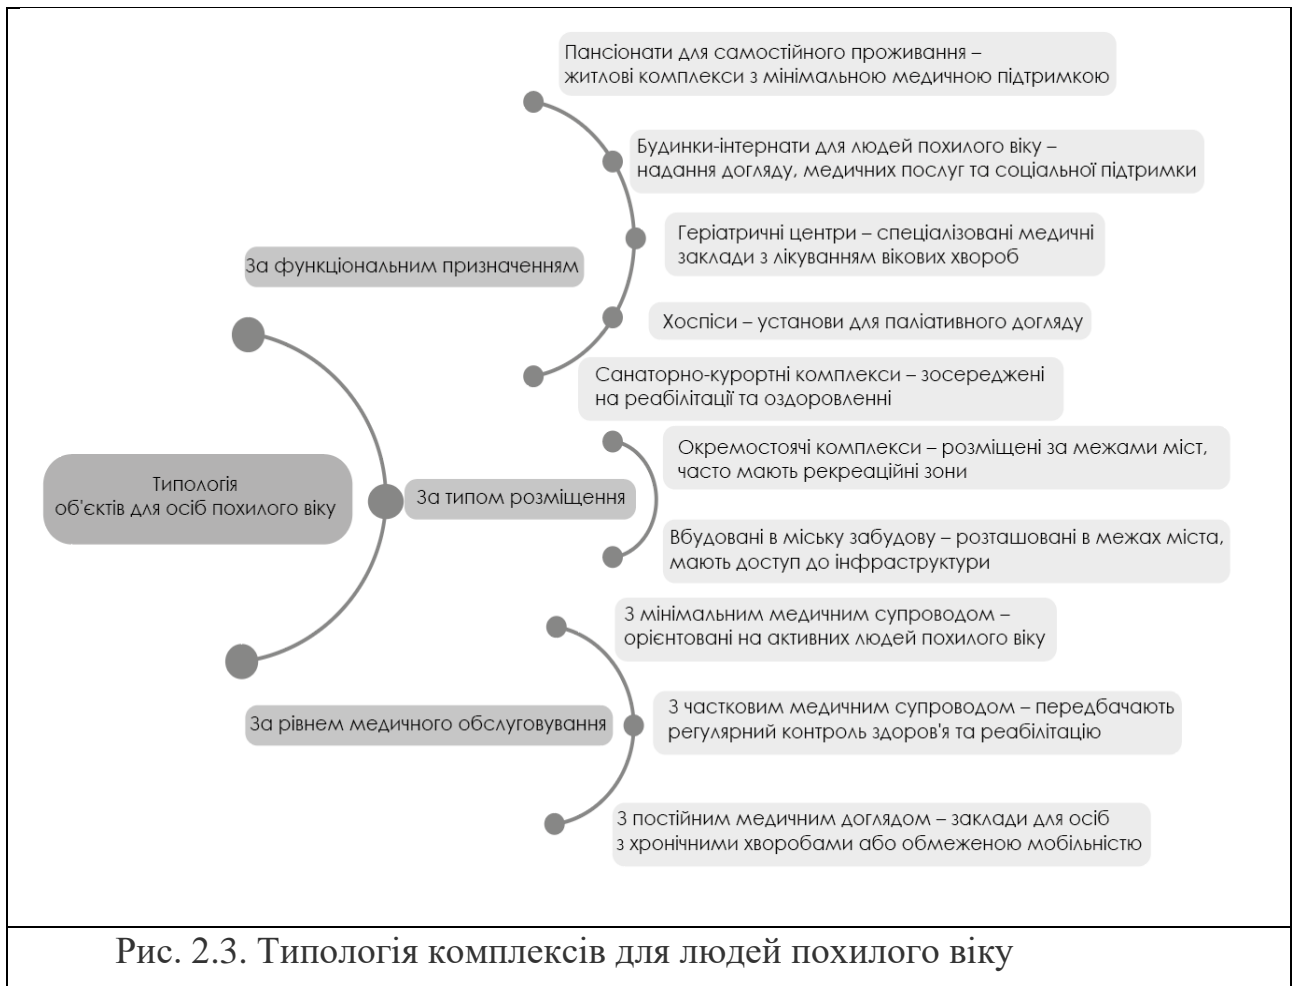 Пансіонати для самостійного проживання –
житлові комплекси з мінімальною медичною підтримкою
Будинки-інтернати для людей похилого віку –
надання догляду, медичних послуг та соціальної підтримки
Геріатричні центри – спеціалізовані медичні
заклади з лікуванням вікових хвороб
За функціональним призначенням
Хоспіси – установи для паліативного догляду
Санаторно-курортні комплекси – зосереджені
на реабілітації та оздоровленні
Окремостоячі комплекси – розміщені за межами міст,
часто мають рекреаційні зони
Типологія
об'єктів для осіб похилого віку
За типом розміщення
Вбудовані в міську забудову – розташовані в межах міста,
мають доступ до інфраструктури
З мінімальним медичним супроводом –
орієнтовані на активних людей похилого віку
За рівнем медичного обслуговування
З частковим медичним супроводом – передбачають
регулярний контроль здоров'я та реабілітацію
З постійним медичним доглядом – заклади для осіб
з хронічними хворобами або обмеженою мобільністю
Рис. 2.3. Типологія комплексів для людей похилого віку